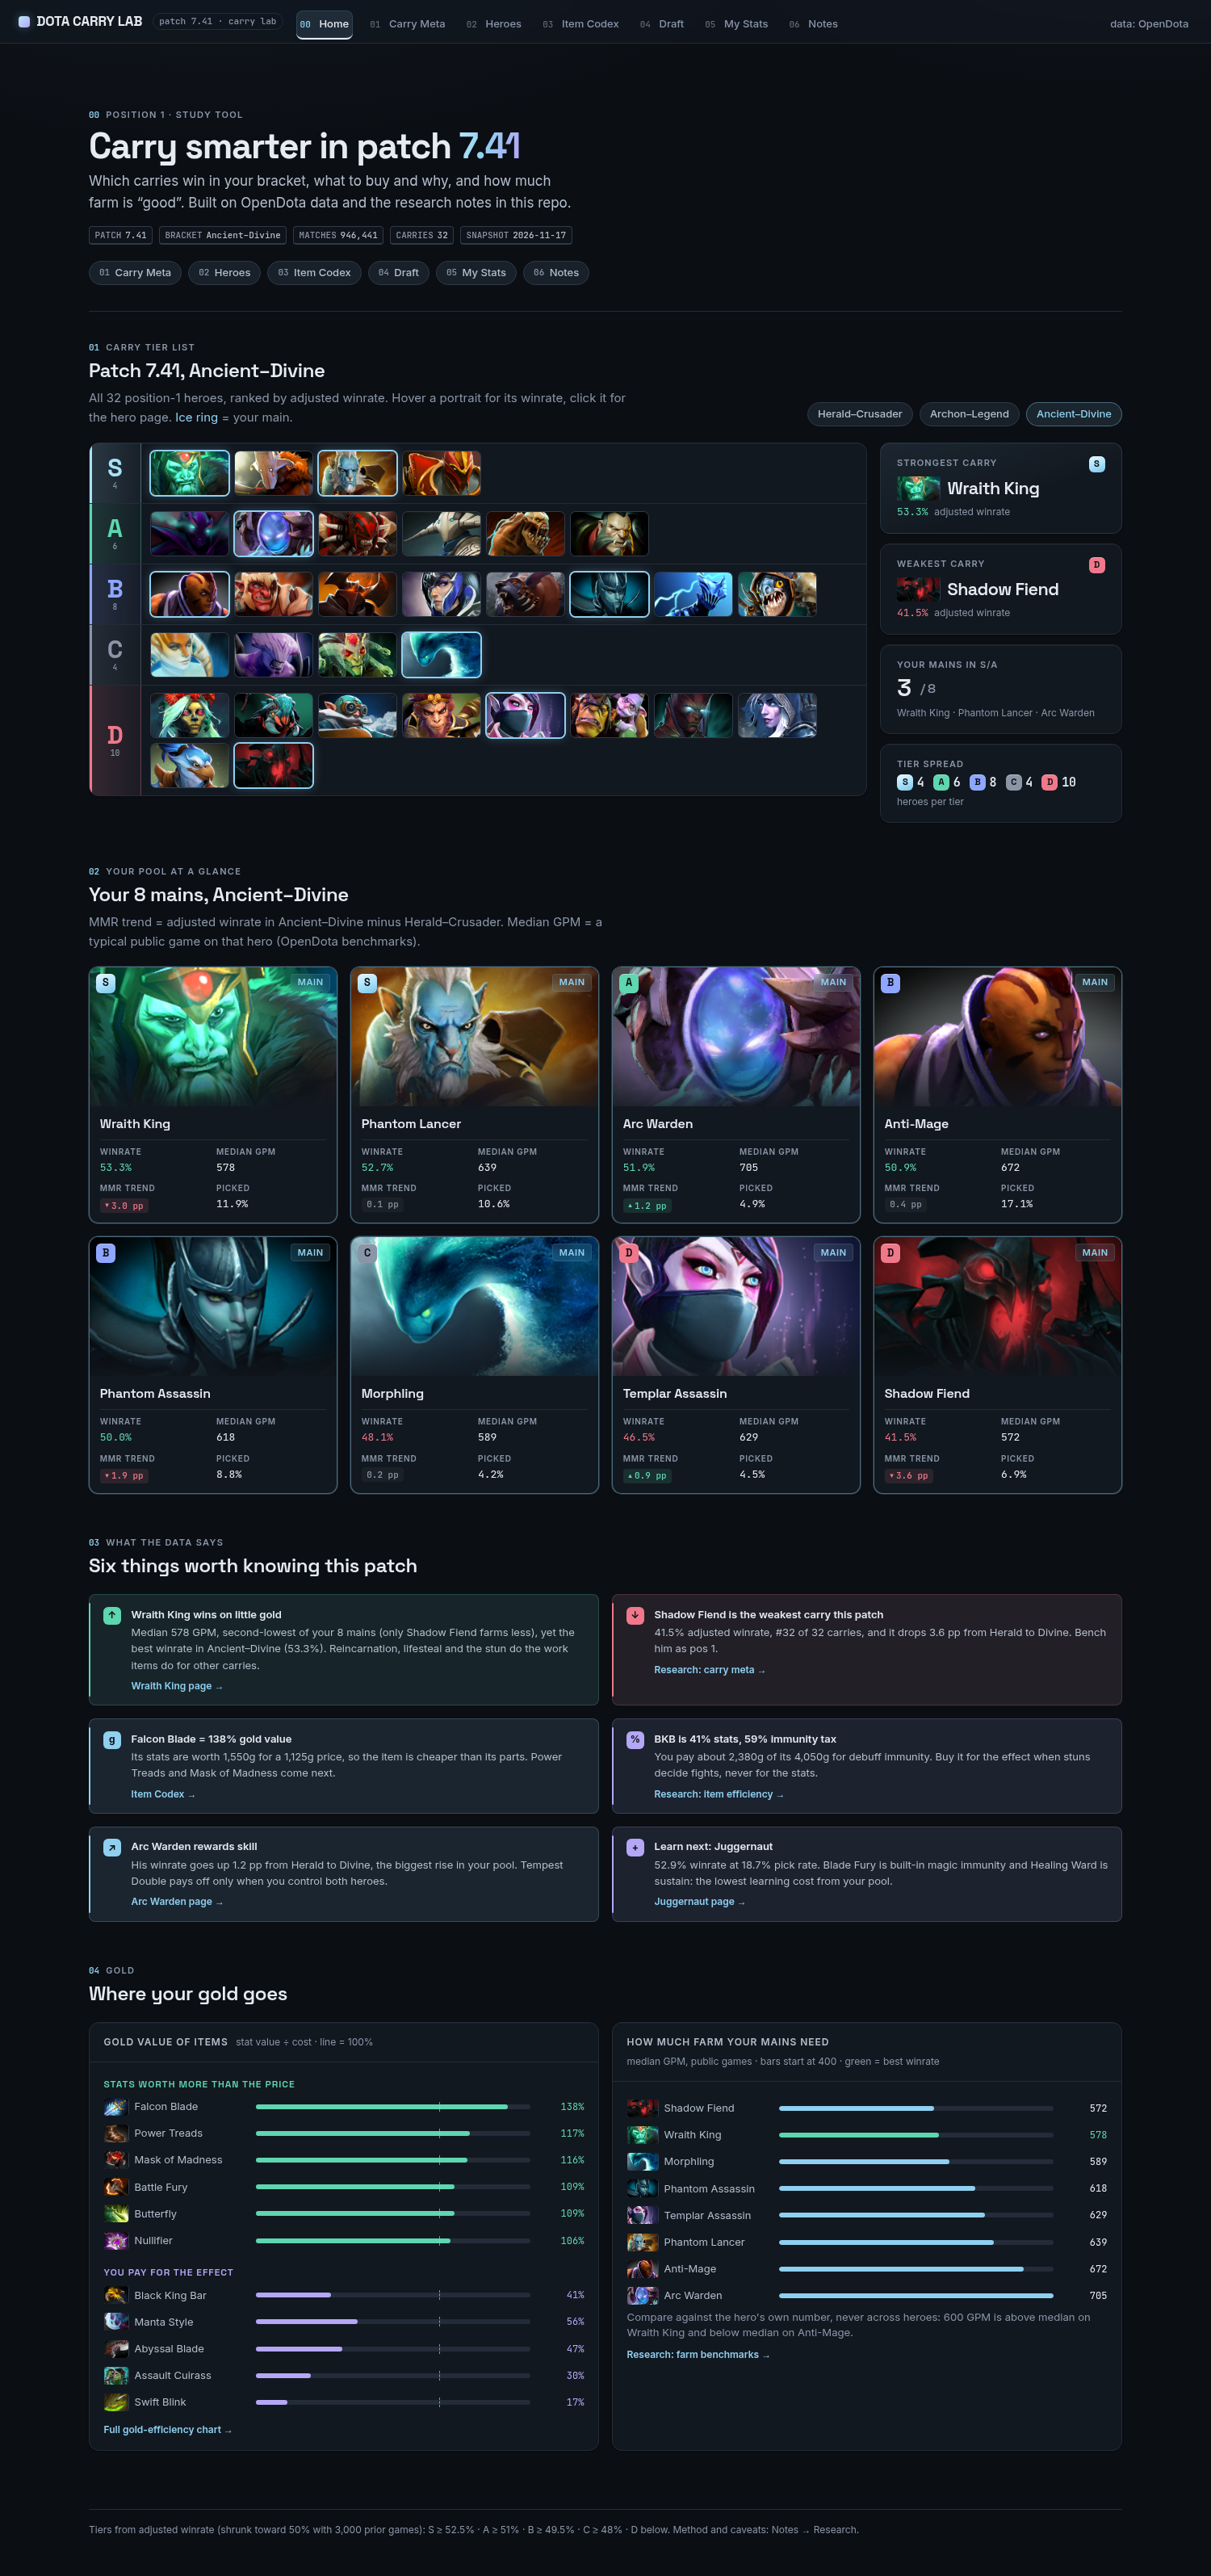 DOTA CARRY LAB patch 7.41 · carry lab 00 Home 01 Carry Meta 02 Heroes 03 Item Codex 04 Draft 05 My Stats 06 Notes data: OpenDota
00 POSITION 1 · STUDY TOOL
Carry smarter in patch 7.41
Which carries win in your bracket, what to buy and why, and how much
farm is “good”. Built on OpenDota data and the research notes in this repo.
PATCH 7.41 BRACKET Ancient–Divine MATCHES 946,441 CARRIES 32 SNAPSHOT 2026-11-17
01 Carry Meta 02 Heroes 03 Item Codex 04 Draft 05 My Stats 06 Notes
01 CARRY TIER LIST
Patch 7.41, Ancient–Divine
All 32 position-1 heroes, ranked by adjusted winrate. Hover a portrait for its winrate, click it for
the hero page. Ice ring = your main.
Herald–Crusader Archon–Legend Ancient–Divine
S
4
A
6
B
8
C
4
D
10
STRONGEST CARRY S
Wraith King
53.3% adjusted winrate
WEAKEST CARRY D
Shadow Fiend
41.5% adjusted winrate
YOUR MAINS IN S/A
3 /8
Wraith King · Phantom Lancer · Arc Warden
TIER SPREAD
S 4 A 6 B 8 C 4 D 10
heroes per tier
02 YOUR POOL AT A GLANCE
Your 8 mains, Ancient–Divine
MMR trend = adjusted winrate in Ancient–Divine minus Herald–Crusader. Median GPM = a
typical public game on that hero (OpenDota benchmarks).
S MAIN
Wraith King
WINRATE MEDIAN GPM
53.3% 578
MMR TREND PICKED
▼3.0 pp 11.9%
S MAIN
Phantom Lancer
WINRATE MEDIAN GPM
52.7% 639
MMR TREND PICKED
0.1 pp 10.6%
A MAIN
Arc Warden
WINRATE MEDIAN GPM
51.9% 705
MMR TREND PICKED
▲1.2 pp 4.9%
B MAIN
Anti-Mage
WINRATE MEDIAN GPM
50.9% 672
MMR TREND PICKED
0.4 pp 17.1%
B MAIN
Phantom Assassin
WINRATE MEDIAN GPM
50.0% 618
MMR TREND PICKED
▼1.9 pp 8.8%
C MAIN
Morphling
WINRATE MEDIAN GPM
48.1% 589
MMR TREND PICKED
0.2 pp 4.2%
D MAIN
Templar Assassin
WINRATE MEDIAN GPM
46.5% 629
MMR TREND PICKED
▲0.9 pp 4.5%
D MAIN
Shadow Fiend
WINRATE MEDIAN GPM
41.5% 572
MMR TREND PICKED
▼3.6 pp 6.9%
03 WHAT THE DATA SAYS
Six things worth knowing this patch
↑ Wraith King wins on little gold
Median 578 GPM, second-lowest of your 8 mains (only Shadow Fiend farms less), yet the
best winrate in Ancient–Divine (53.3%). Reincarnation, lifesteal and the stun do the work
items do for other carries.
Wraith King page →
↓ Shadow Fiend is the weakest carry this patch
41.5% adjusted winrate, #32 of 32 carries, and it drops 3.6 pp from Herald to Divine. Bench
him as pos 1.
Research: carry meta →
g Falcon Blade = 138% gold value
Its stats are worth 1,550g for a 1,125g price, so the item is cheaper than its parts. Power
Treads and Mask of Madness come next.
Item Codex →
% BKB is 41% stats, 59% immunity tax
You pay about 2,380g of its 4,050g for debuff immunity. Buy it for the effect when stuns
decide fights, never for the stats.
Research: item efficiency →
↗ Arc Warden rewards skill
His winrate goes up 1.2 pp from Herald to Divine, the biggest rise in your pool. Tempest
Double pays off only when you control both heroes.
Arc Warden page →
+ Learn next: Juggernaut
52.9% winrate at 18.7% pick rate. Blade Fury is built-in magic immunity and Healing Ward is
sustain: the lowest learning cost from your pool.
Juggernaut page →
04 GOLD
Where your gold goes
GOLD VALUE OF ITEMS stat value ÷ cost · line = 100%
STATS WORTH MORE THAN THE PRICE
Falcon Blade 138%
Power Treads 117%
Mask of Madness 116%
Battle Fury 109%
Butterfly 109%
Nullifier 106%
YOU PAY FOR THE EFFECT
Black King Bar 41%
Manta Style 56%
Abyssal Blade 47%
Assault Cuirass 30%
Swift Blink 17%
Full gold-efficiency chart →
HOW MUCH FARM YOUR MAINS NEED
median GPM, public games · bars start at 400 · green = best winrate
Shadow Fiend 572
Wraith King 578
Morphling 589
Phantom Assassin 618
Templar Assassin 629
Phantom Lancer 639
Anti-Mage 672
Arc Warden 705
Compare against the hero's own number, never across heroes: 600 GPM is above median on
Wraith King and below median on Anti-Mage.
Research: farm benchmarks →
Tiers from adjusted winrate (shrunk toward 50% with 3,000 prior games): S ≥ 52.5% · A ≥ 51% · B ≥ 49.5% · C ≥ 48% · D below. Method and caveats: Notes → Research.